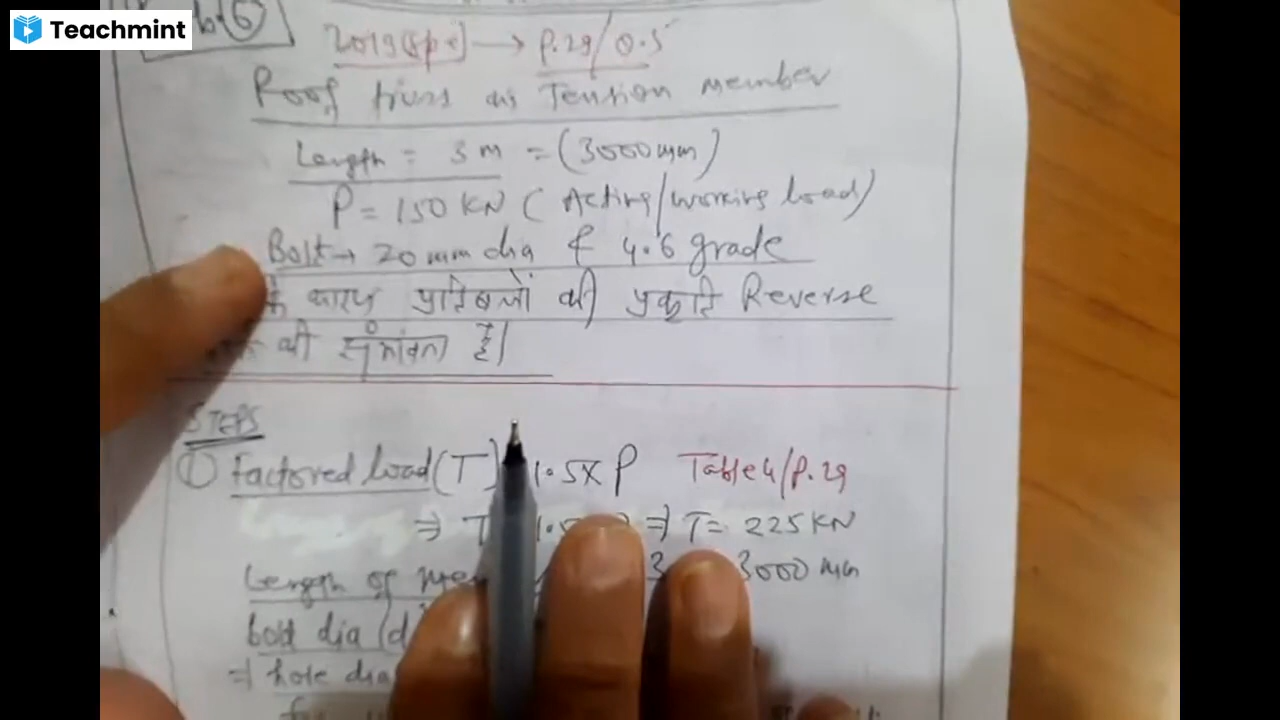 Teachmint
2019(Sp.) → P.29/Q.5
Roof truss as Tension member
Length = 3 m = (3000 mm)
P = 150 KN ( Acting/working load)
Bolt → 20 mm dia & 4.6 grade
के कारण प्रतिबलों की प्रकृति Reverse
की संभावना है।
STEPS
① Factored load (T) 1.5 x P Table 4/P.29
⇒ T ⇒ T = 225 KN
Length of 3000 mm
bolt dia (d
⇒ hole dia